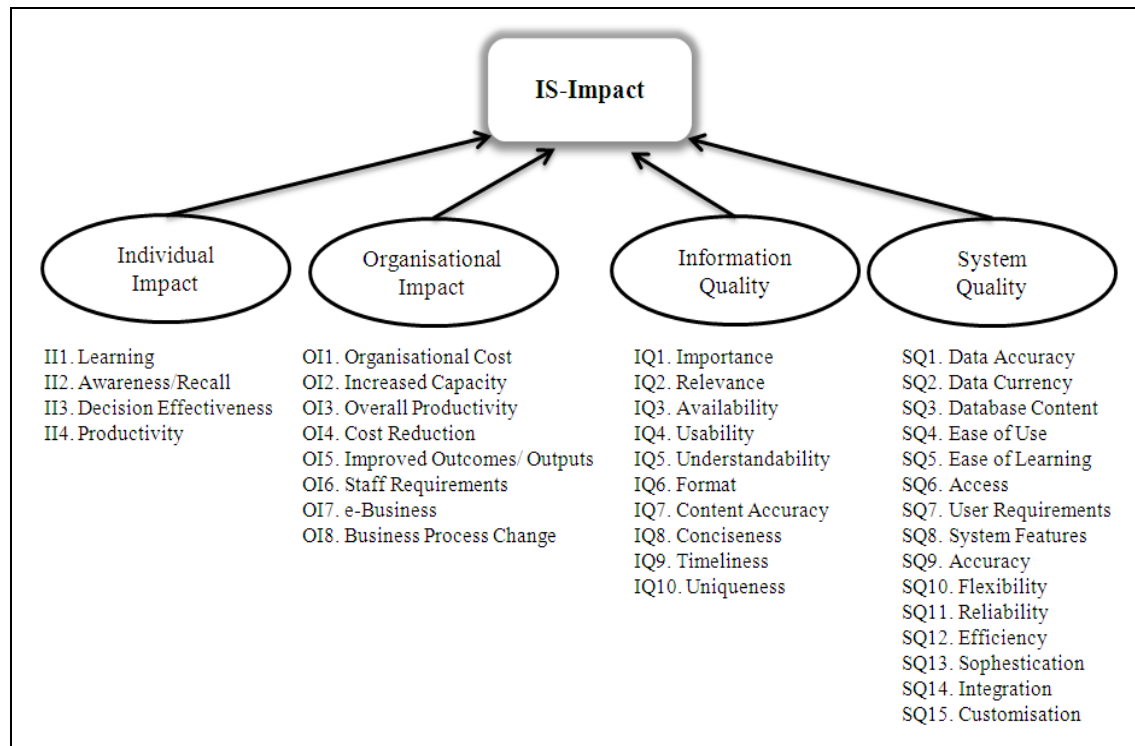 IS-Impact
Individual
Impact
Organisational
Impact
Information
Quality
System
Quality
II1. Learning
II2. Awareness/Recall
II3. Decision Effectiveness
II4. Productivity
OI1. Organisational Cost
OI2. Increased Capacity
OI3. Overall Productivity
OI4. Cost Reduction
OI5. Improved Outcomes/ Outputs
OI6. Staff Requirements
OI7. e-Business
OI8. Business Process Change
IQ1. Importance
IQ2. Relevance
IQ3. Availability
IQ4. Usability
IQ5. Understandability
IQ6. Format
IQ7. Content Accuracy
IQ8. Conciseness
IQ9. Timeliness
IQ10. Uniqueness
SQ1. Data Accuracy
SQ2. Data Currency
SQ3. Database Content
SQ4. Ease of Use
SQ5. Ease of Learning
SQ6. Access
SQ7. User Requirements
SQ8. System Features
SQ9. Accuracy
SQ10. Flexibility
SQ11. Reliability
SQ12. Efficiency
SQ13. Sophestication
SQ14. Integration
SQ15. Customisation